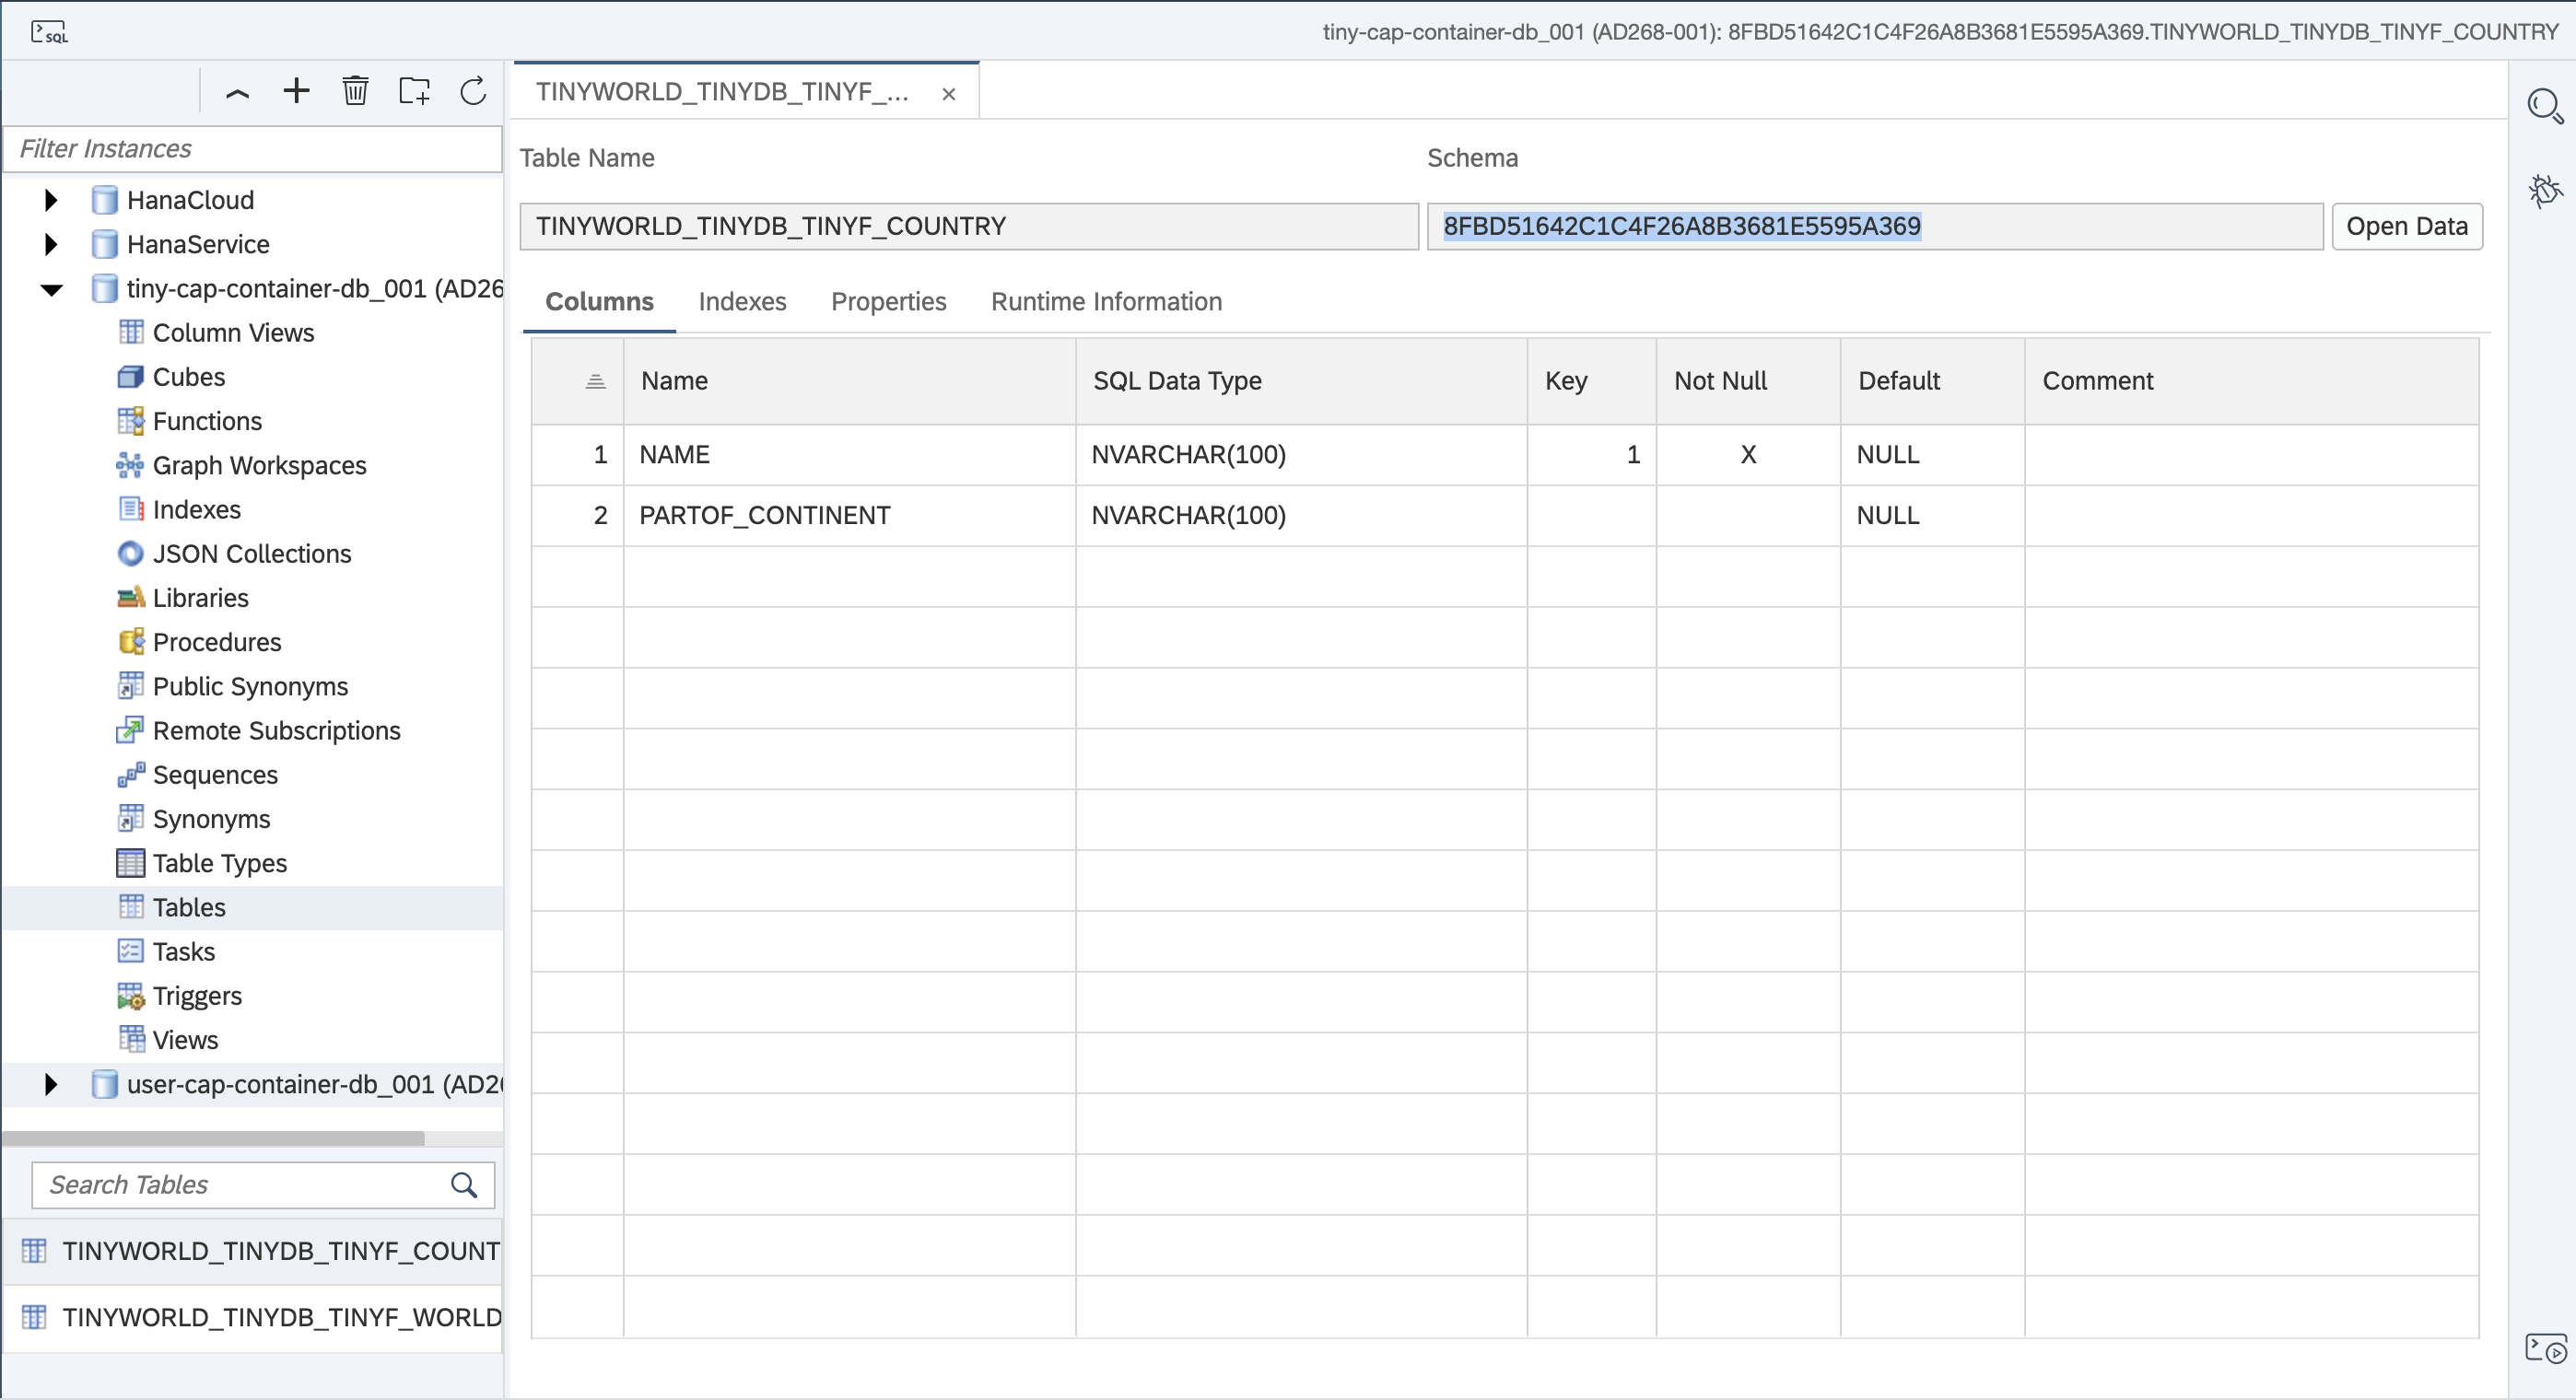 SQL
tiny-cap-container-db_001 (AD268-001): 8FBD51642C1C4F26A8B3681E5595A369.TINYWORLD_TINYDB_TINYF_COUNTRY
Filter Instances
HanaCloud
HanaService
tiny-cap-container-db_001 (AD26
Column Views
Cubes
Functions
Graph Workspaces
Indexes
JSON Collections
Libraries
Procedures
Public Synonyms
Remote Subscriptions
Sequences
Synonyms
Table Types
Tables
Tasks
Triggers
Views
user-cap-container-db_001 (AD2
Search Tables
TINYWORLD_TINYDB_TINYF_COUNT
TINYWORLD_TINYDB_TINYF_WORLD
TINYWORLD_TINYDB_TINYF_...
Table Name Schema
TINYWORLD_TINYDB_TINYF_COUNTRY 8FBD51642C1C4F26A8B3681E5595A369 Open Data
Columns Indexes Properties Runtime Information
Name SQL Data Type Key Not Null Default Comment
1 NAME NVARCHAR(100) 1 X NULL
2 PARTOF_CONTINENT NVARCHAR(100) NULL